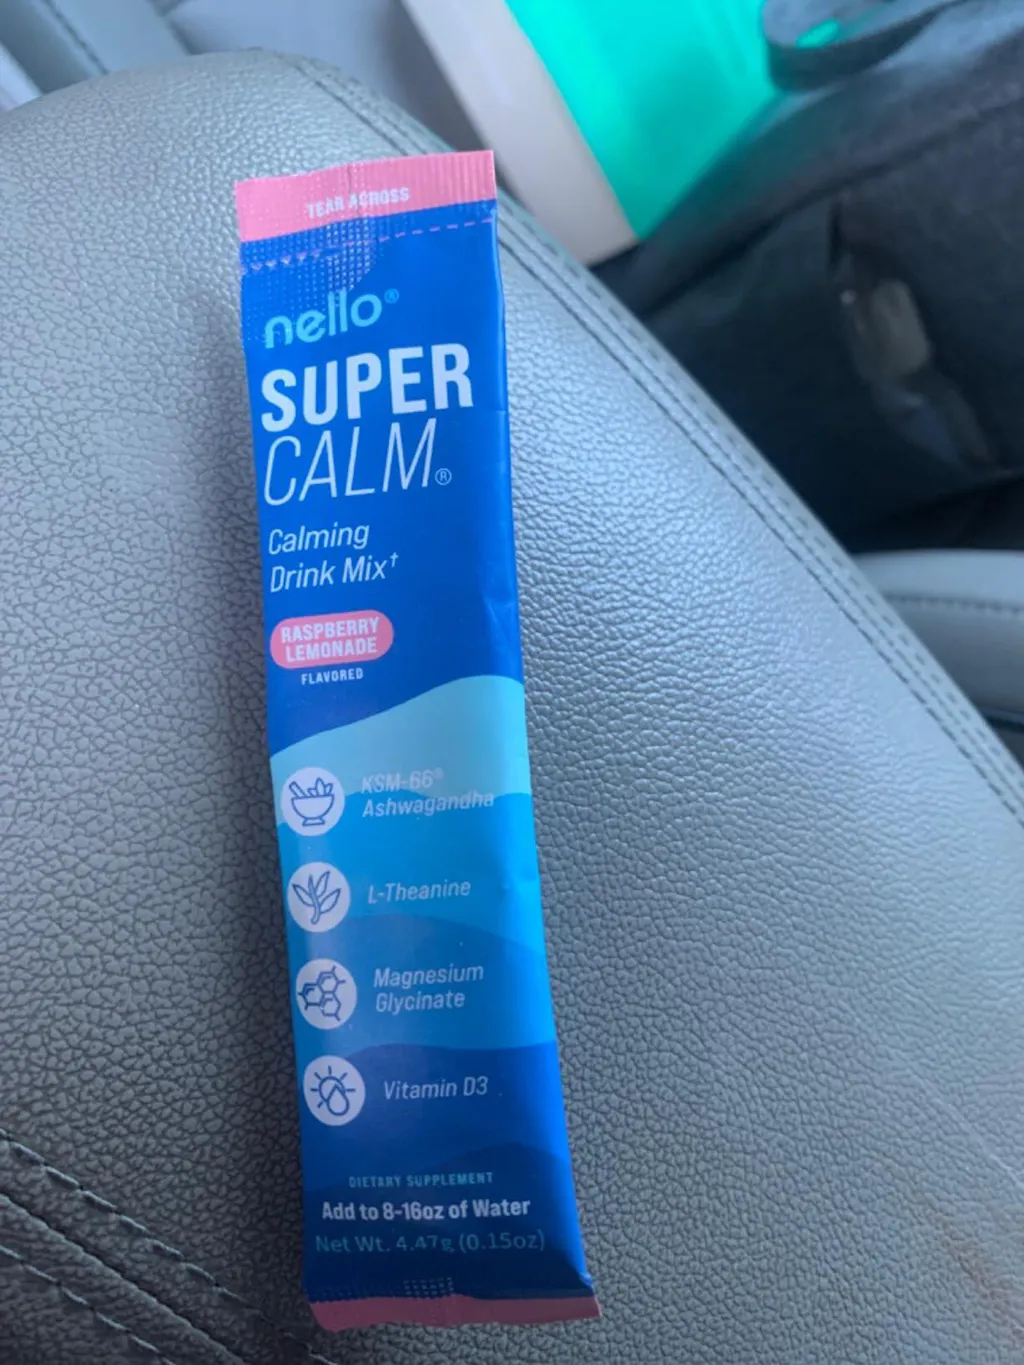 TEAR ACROSS
nello®
SUPER
CALM®
Calming
Drink Mix†
RASPBERRY
LEMONADE
FLAVORED
KSM-66®
Ashwagandha
L-Theanine
Magnesium
Glycinate
Vitamin D3
DIETARY SUPPLEMENT
Add to 8-16oz of Water
Net Wt. 4.47g (0.15oz)